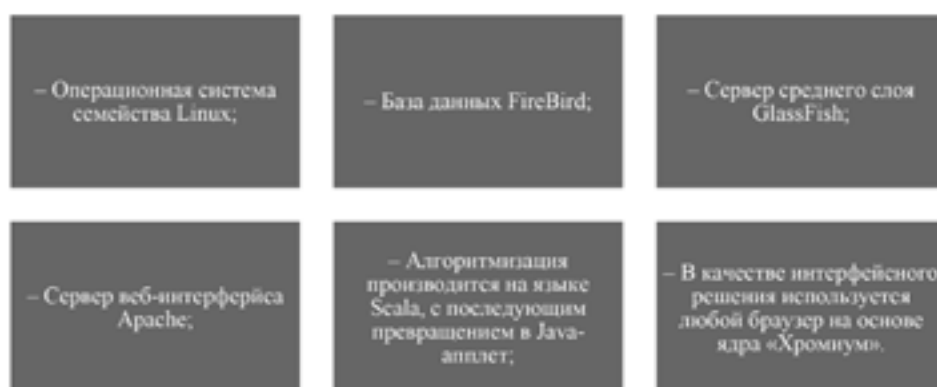 – Операционная система
семейства Linux;
– База данных FireBird;
– Сервер среднего слоя
GlassFish;
– Сервер веб-интерферйса
Apache;
– Алгоритмизация
производится на языке
Scala, с последующим
превращением в Java-
апплет;
– В качестве интерфейсного
решения используется
любой браузер на основе
ядра «Хромиум».